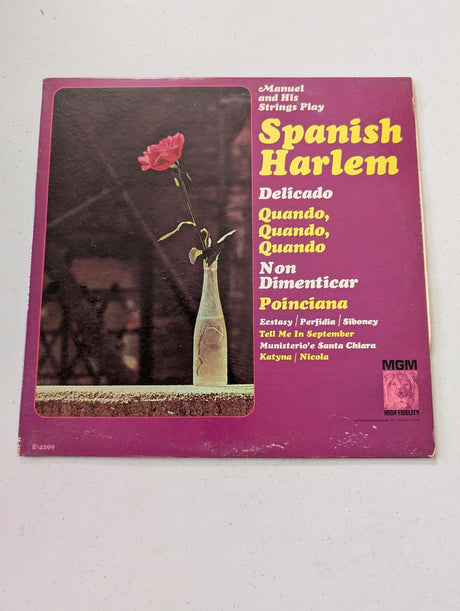 Manuel
and His
Strings Play
Spanish
Harlem
Delicado
Quando,
Quando,
Quando
Non
Dimenticar
Poinciana
Ecstasy / Perfidia / Siboney
Tell Me In September
Munisterio'e Santa Chiara
Katyna / Nicola
MGM
HIGH FIDELITY
E-4299